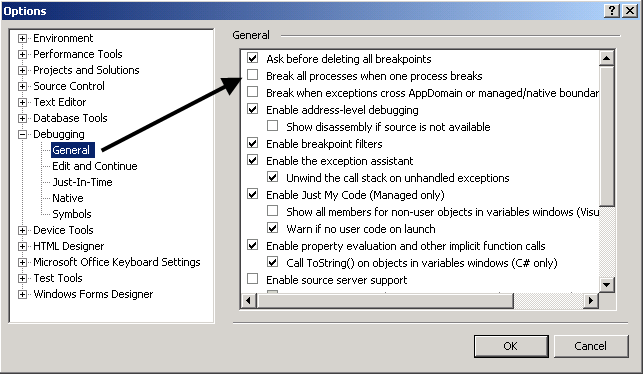 Options
Environment
Performance Tools
Projects and Solutions
Source Control
Text Editor
Database Tools
Debugging
General
Edit and Continue
Just-In-Time
Native
Symbols
Device Tools
HTML Designer
Microsoft Office Keyboard Settings
Test Tools
Windows Forms Designer
General
Ask before deleting all breakpoints
Break all processes when one process breaks
Break when exceptions cross AppDomain or managed/native boundar
Enable address-level debugging
Show disassembly if source is not available
Enable breakpoint filters
Enable the exception assistant
Unwind the call stack on unhandled exceptions
Enable Just My Code (Managed only)
Show all members for non-user objects in variables windows (Visu
Warn if no user code on launch
Enable property evaluation and other implicit function calls
Call ToString() on objects in variables windows (C# only)
Enable source server support
OK
Cancel